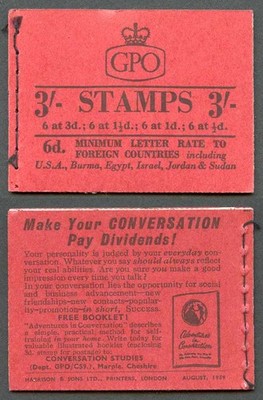 GPO
3/- STAMPS 3/-
6 at 3d.; 6 at 1½d.; 6 at 1d.; 6 at ½d.
6d. MINIMUM LETTER RATE TO
FOREIGN COUNTRIES including
U.S.A., Burma, Egypt, Israel, Jordan & Sudan
Make Your CONVERSATION
Pay Dividends!
Your personality is judged by your everyday con-
versation. Whatever you say should always reflect
your real abilities. Are you sure you make a good
impression every time you talk?
In your conversation lies the opportunity for social
and business advancement—new
friendships—new contacts—popular-
ity—promotion—in short, Success.
FREE BOOKLET!
"Adventures in Conversation" describes
a simple, practical method for self-
training in your home. Write today for
valuable illustrated booklet (enclosing
3d. stamp for postage) to:
CONVERSATION STUDIES
(Dept. GPO/CS9.), Marple, Cheshire
Adventures in
Conversation
HARRISON & SONS LTD., PRINTERS, LONDON AUGUST, 1959